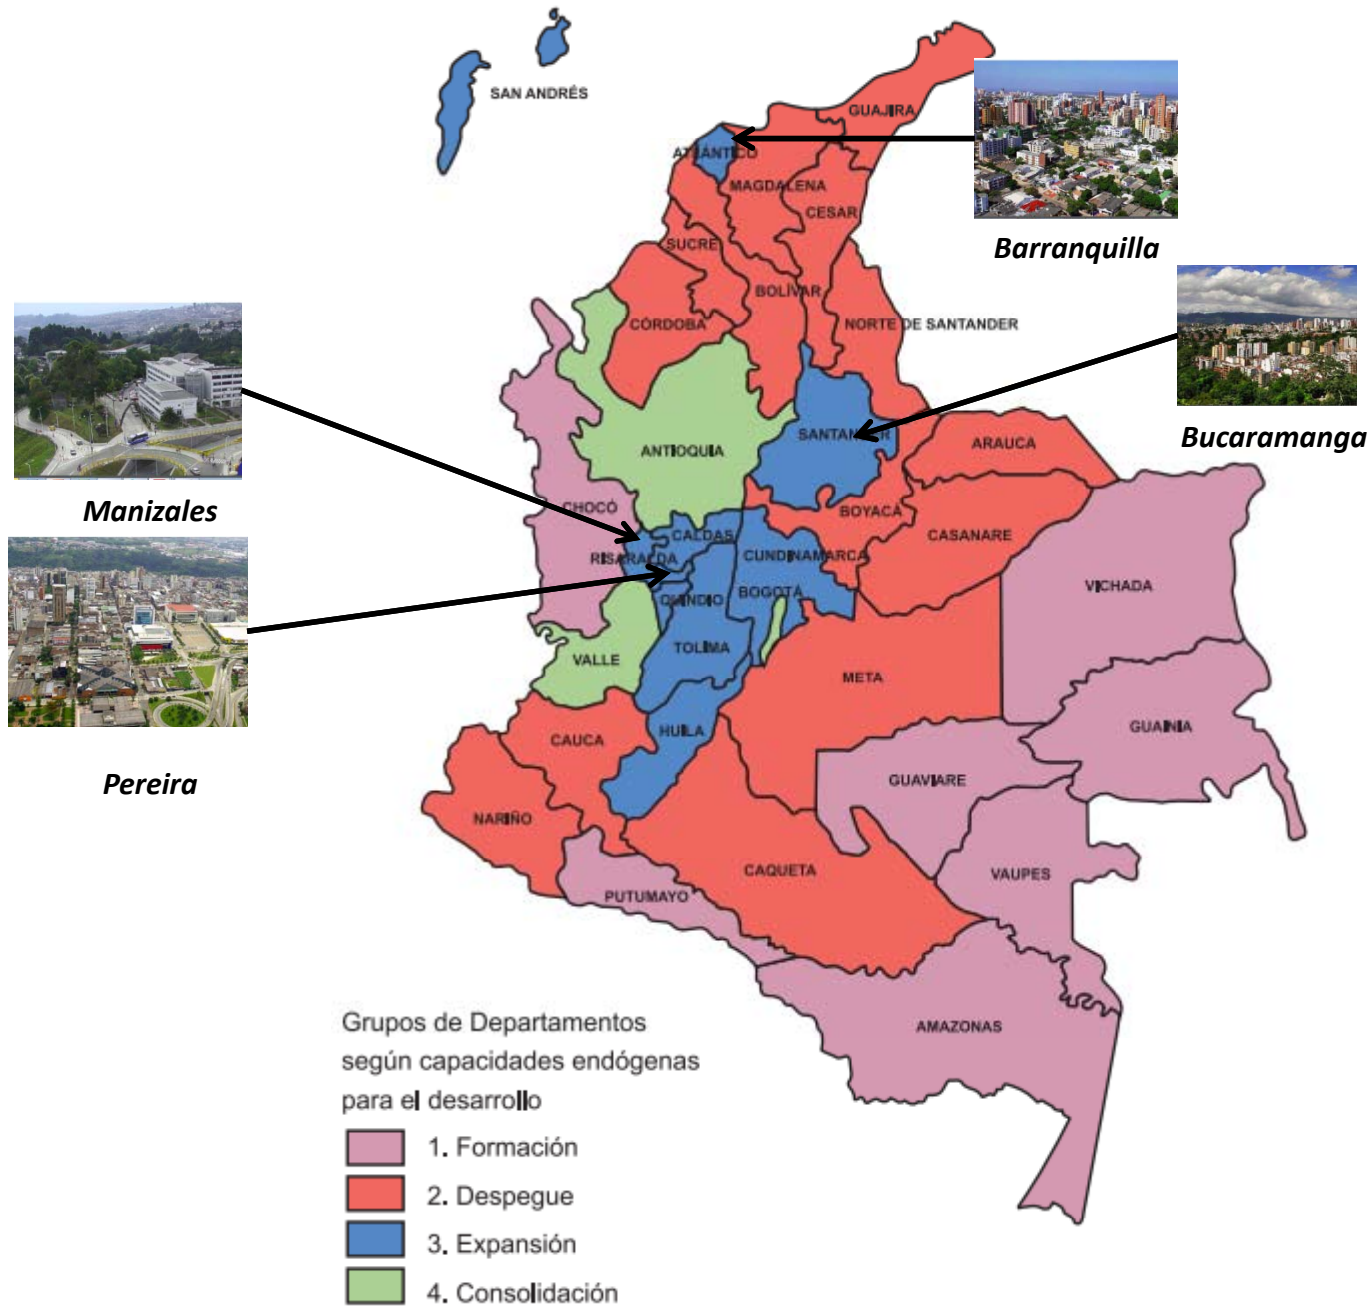 SAN ANDRÉS
GUAJIRA
ATLÁNTICO
MAGDALENA
CESAR
Barranquilla
SUCRE
BOLÍVAR
CÓRDOBA
NORTE DE SANTANDER
SANTANDER
Bucaramanga
ANTIOQUIA
ARAUCA
Manizales
CHOCÓ
BOYACÁ
CALDAS
CASANARE
RISARALDA
CUNDINAMARCA
VICHADA
QUINDIO
BOGOTÁ
TOLIMA
VALLE
META
GUAINIA
HUILA
CAUCA
Pereira
GUAVIARE
NARIÑO
CAQUETA
VAUPES
PUTUMAYO
AMAZONAS
Grupos de Departamentos
según capacidades endógenas
para el desarrollo
1. Formación
2. Despegue
3. Expansión
4. Consolidación